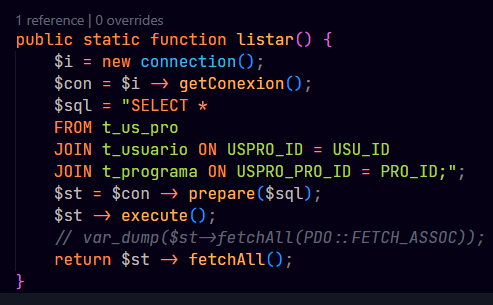 1 reference | 0 overrides
public static function listar() {
$i = new connection();
$con = $i -> getConexion();
$sql = "SELECT *
FROM t_us_pro
JOIN t_usuario ON USPRO_ID = USU_ID
JOIN t_programa ON USPRO_PRO_ID = PRO_ID;";
$st = $con -> prepare($sql);
$st -> execute();
// var_dump($st->fetchAll(PDO::FETCH_ASSOC));
return $st -> fetchAll();
}